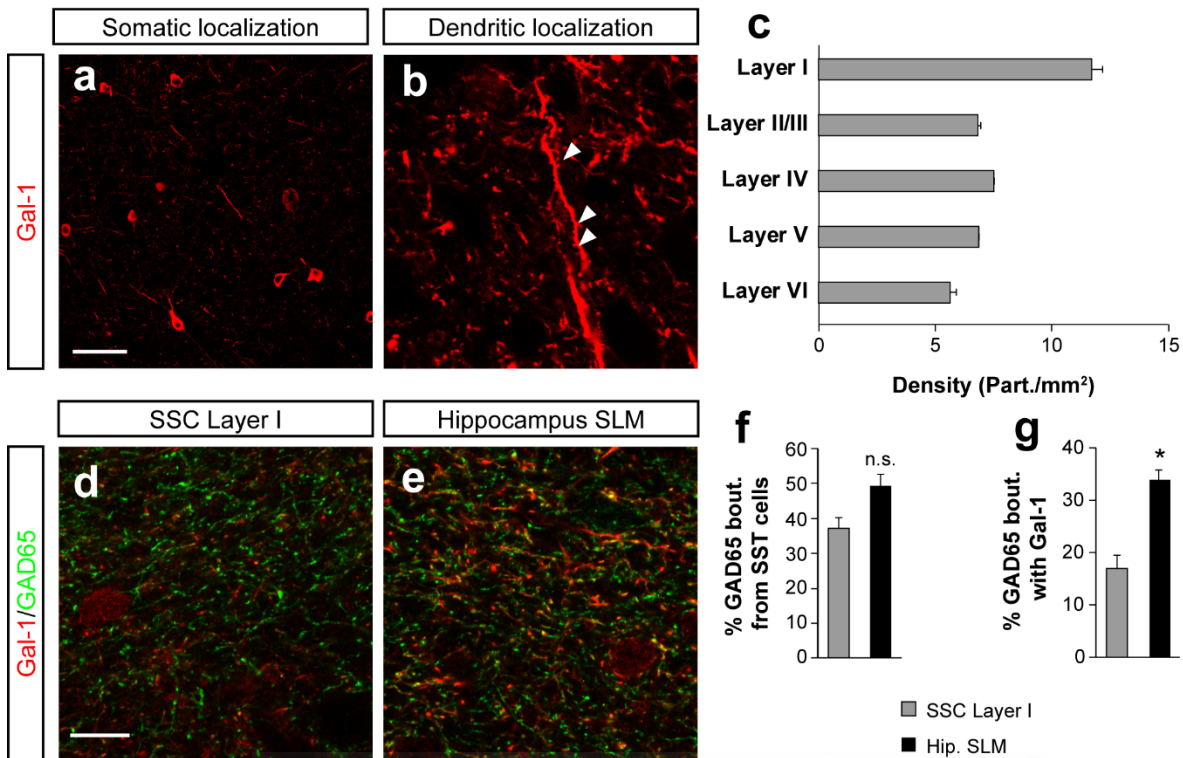 Somatic localization
Dendritic localization
Gal-1
a
b
c
Layer I
Layer II/III
Layer IV
Layer V
Layer VI
0
5
10
15
Density (Part./mm²)
SSC Layer I
Hippocampus SLM
Gal-1/GAD65
d
e
f
% GAD65 bout.
from SST cells
60
50
40
30
20
10
0
n.s.
g
% GAD65 bout.
with Gal-1
40
30
20
10
0
*
SSC Layer I
Hip. SLM